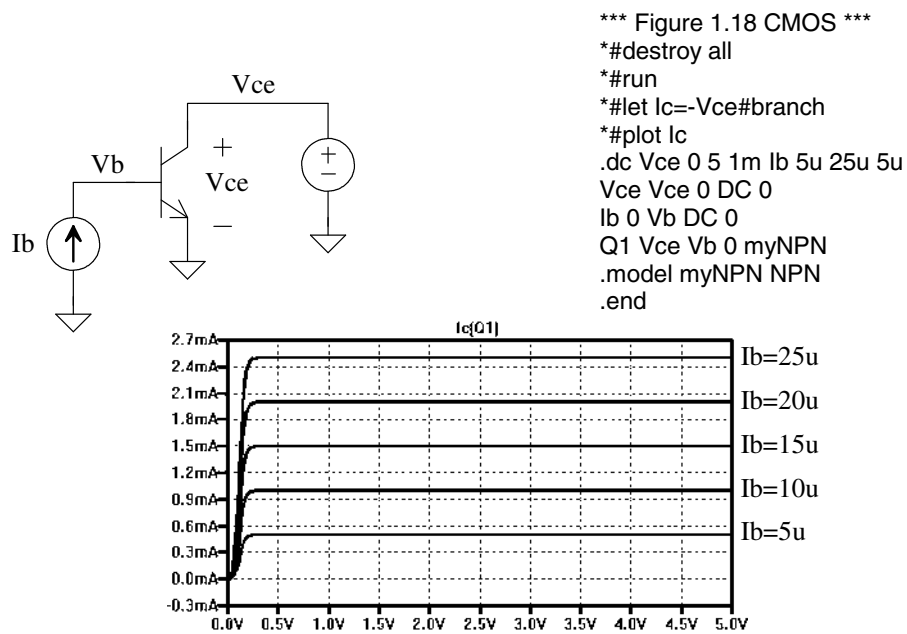 *** Figure 1.18 CMOS ***
*#destroy all
*#run
*#let Ic=-Vce#branch
*#plot Ic
.dc Vce 0 5 1m Ib 5u 25u 5u
Vce Vce 0 DC 0
Ib 0 Vb DC 0
Q1 Vce Vb 0 myNPN
.model myNPN NPN
.end
Vce
Vb
+
Vce
−
+
−
Ib
Ic(Q1)
2.7mA
2.4mA
2.1mA
1.8mA
1.5mA
1.2mA
0.9mA
0.6mA
0.3mA
0.0mA
-0.3mA
Ib=25u
Ib=20u
Ib=15u
Ib=10u
Ib=5u
0.0V 0.5V 1.0V 1.5V 2.0V 2.5V 3.0V 3.5V 4.0V 4.5V 5.0V